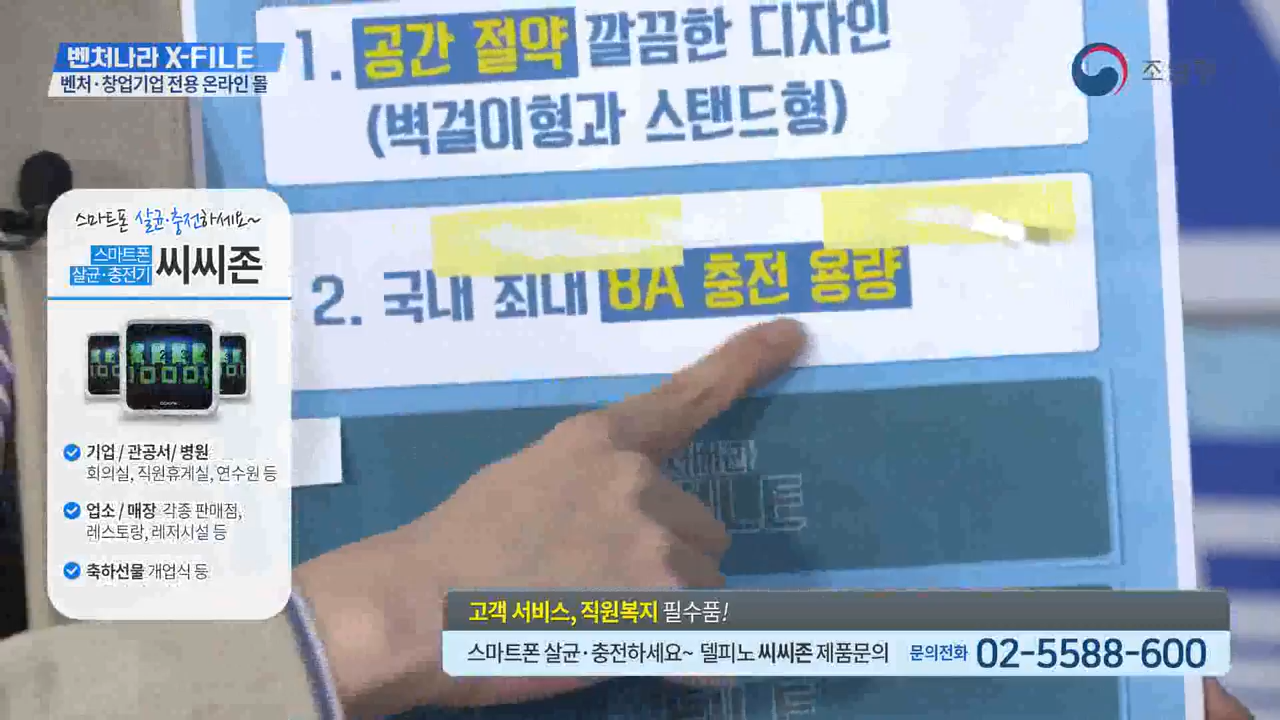 벤처나라 X-FILE
벤처·창업기업 전용 온라인 몰
1. 공간 절약 깔끔한 디자인
(벽걸이형과 스탠드형)
2. 국내 최대 8A 충전 용량
스마트폰 살균·충전하세요~
스마트폰
살균·충전기 씨씨존
기업 / 관공서/ 병원
회의실, 직원휴게실, 연수원 등
업소 / 매장 각종 판매점,
레스토랑, 레저시설 등
축하선물 개업식 등
고객 서비스, 직원복지 필수품!
스마트폰 살균·충전하세요~ 델피노 씨씨존 제품문의 문의전화 02-5588-600